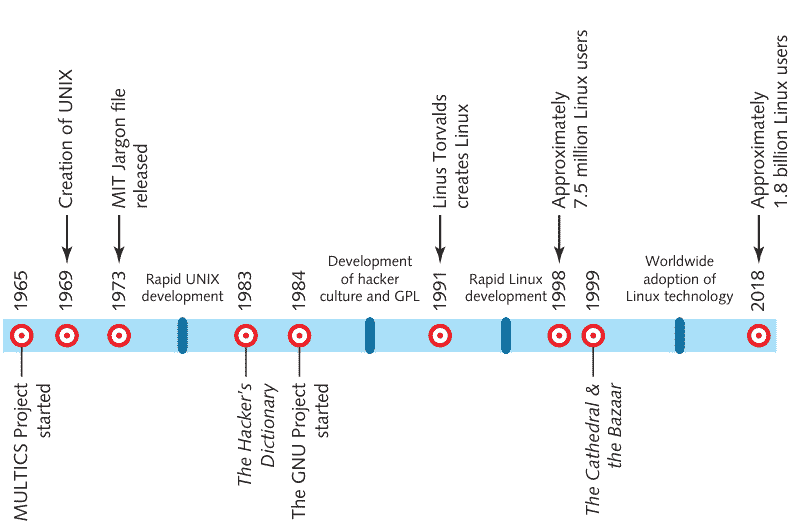 1965
MULTICS Project
started
1969
Creation of UNIX
1973
MIT Jargon file
released
Rapid UNIX
development
1983
The Hacker's
Dictionary
1984
The GNU Project
started
Development
of hacker
culture and GPL
1991
Linus Torvalds
creates Linux
Rapid Linux
development
1998
Approximately
7.5 million Linux users
1999
The Cathedral &
the Bazaar
Worldwide
adoption of
Linux technology
2018
Approximately
1.8 billion Linux users